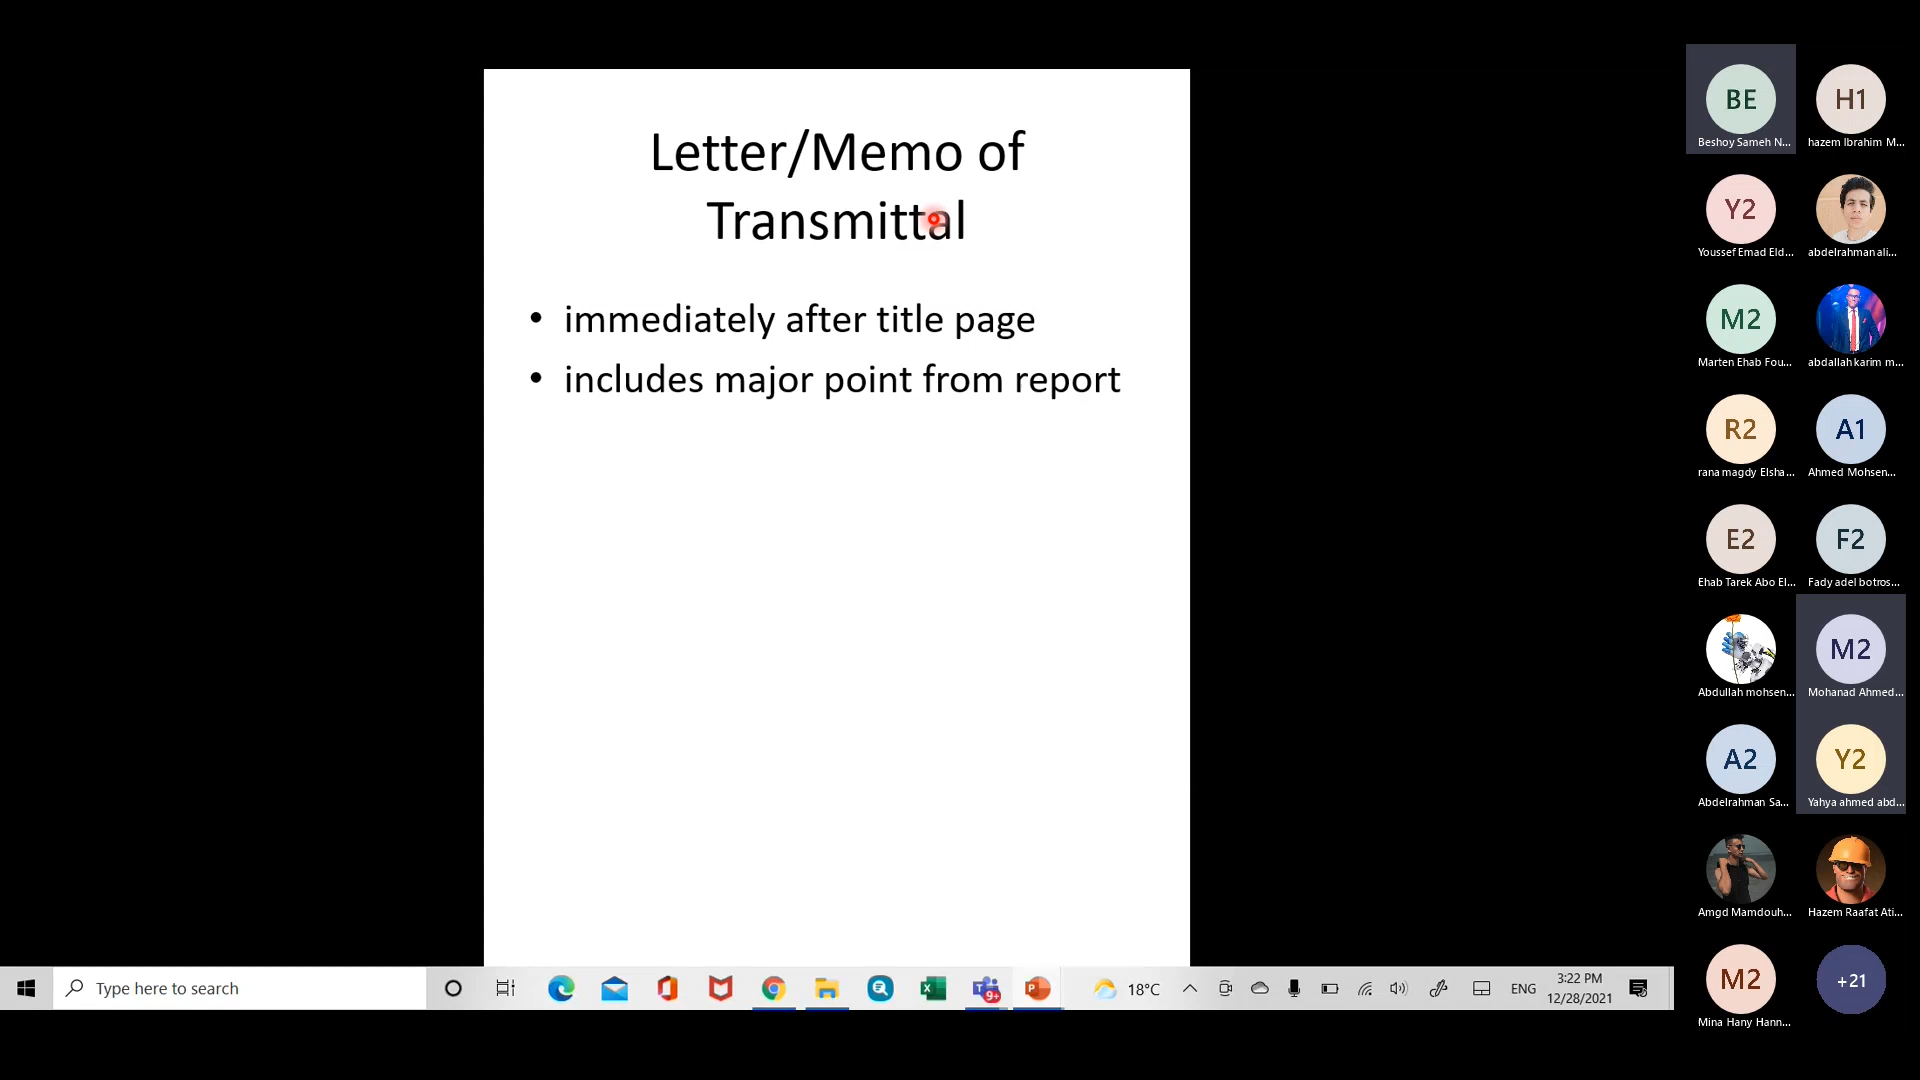 Letter/Memo of
Transmittal
• immediately after title page
• includes major point from report
BE
Beshoy Sameh N...
H1
hazem Ibrahim M...
Y2
Youssef Emad Eld...
abdelrahman ali...
M2
Marten Ehab Fou...
abdallah karim m...
R2
rana magdy Elsha...
A1
Ahmed Mohsen...
E2
Ehab Tarek Abo El...
F2
Fady adel botros...
Abdullah mohsen...
M2
Mohanad Ahmed...
A2
Abdelrahman Sa...
Y2
Yahya ahmed abd...
Amgd Mamdouh...
Hazem Raafat Ati...
M2
Mina Hany Hann...
+21
Type here to search
9+
18°C
ENG
3:22 PM
12/28/2021